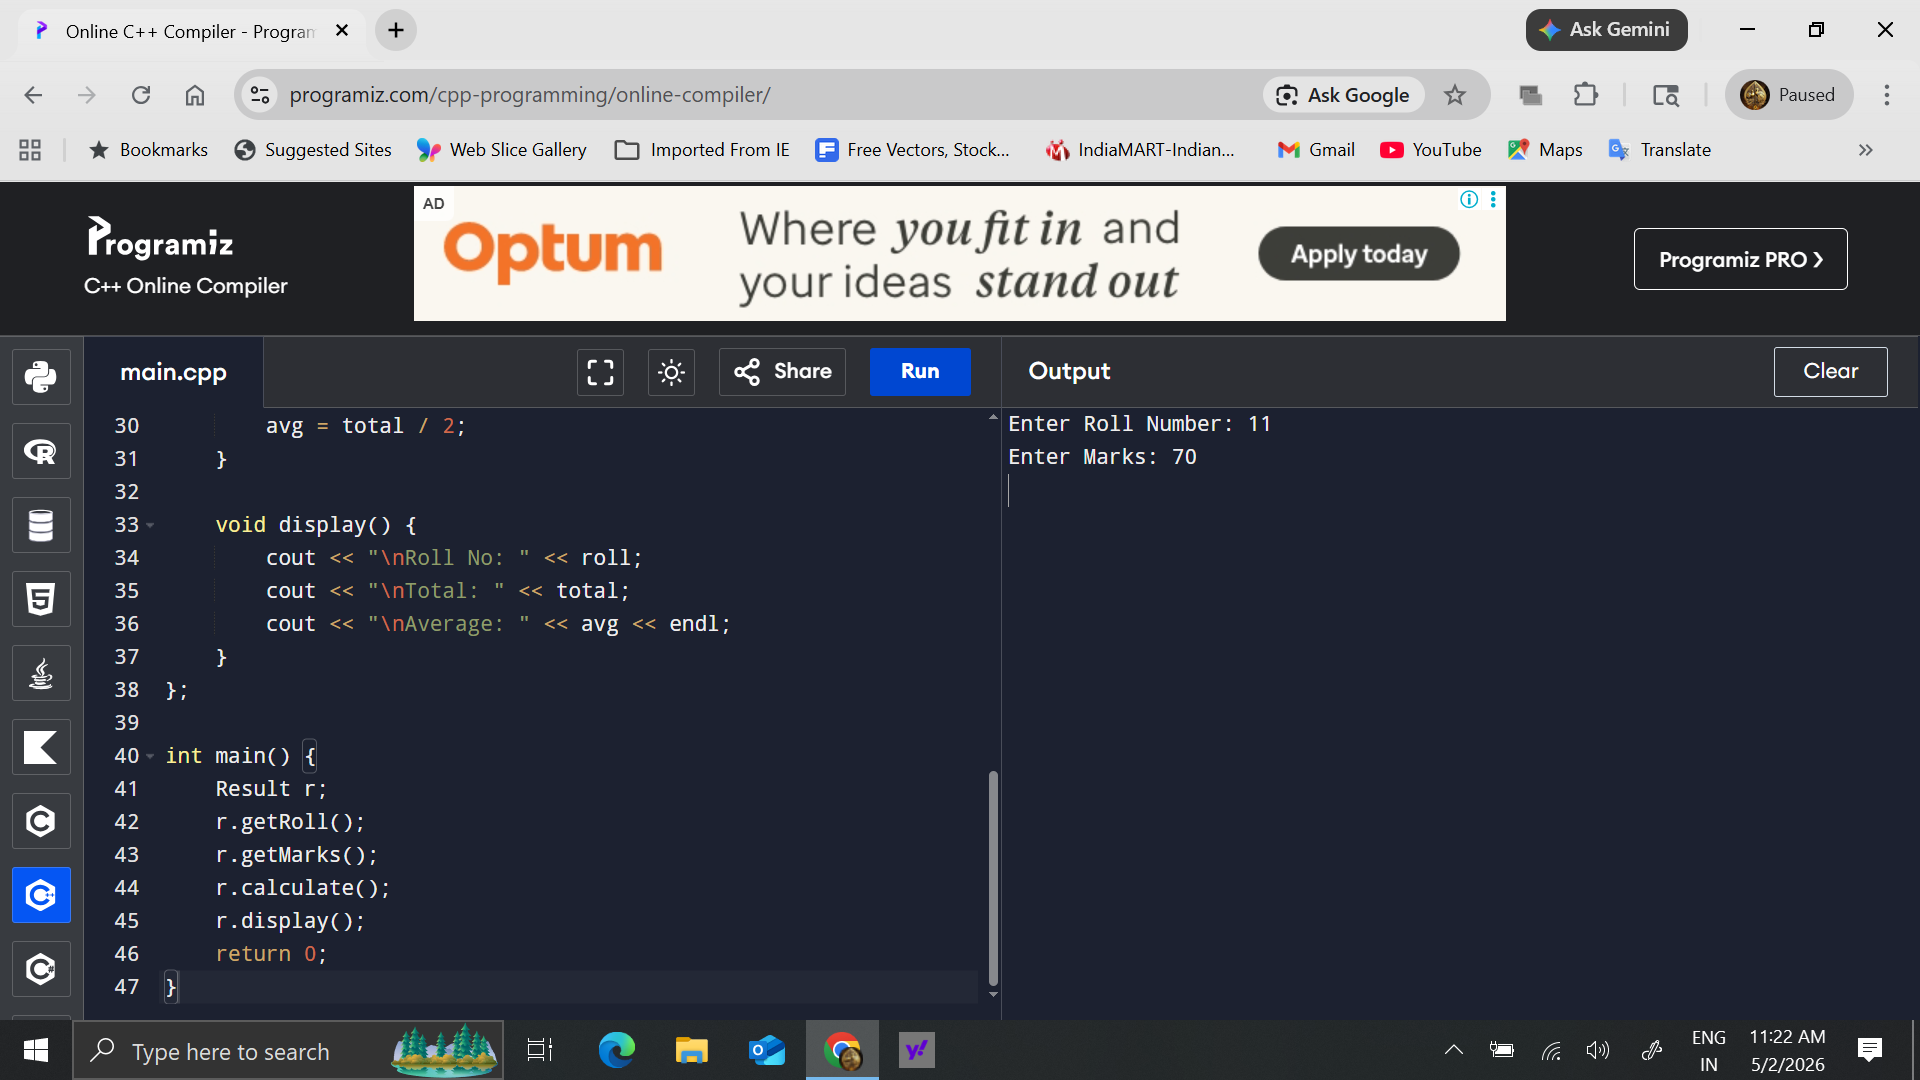 Online C++ Compiler - Program
Ask Gemini
programiz.com/cpp-programming/online-compiler/
Ask Google
Paused
Bookmarks
Suggested Sites
Web Slice Gallery
Imported From IE
Free Vectors, Stock...
IndiaMART-Indian...
Gmail
YouTube
Maps
Translate
Programiz
C++ Online Compiler
AD
Optum
Where you fit in and
your ideas stand out
Apply today
Programiz PRO
main.cpp
Share
Run
Output
Clear
30 avg = total / 2;
31 }
32
33 void display() {
34 cout << "\nRoll No: " << roll;
35 cout << "\nTotal: " << total;
36 cout << "\nAverage: " << avg << endl;
37 }
38 };
39
40 int main() {
41 Result r;
42 r.getRoll();
43 r.getMarks();
44 r.calculate();
45 r.display();
46 return 0;
47 }
Enter Roll Number: 11
Enter Marks: 70
Type here to search
ENG
IN
11:22 AM
5/2/2026